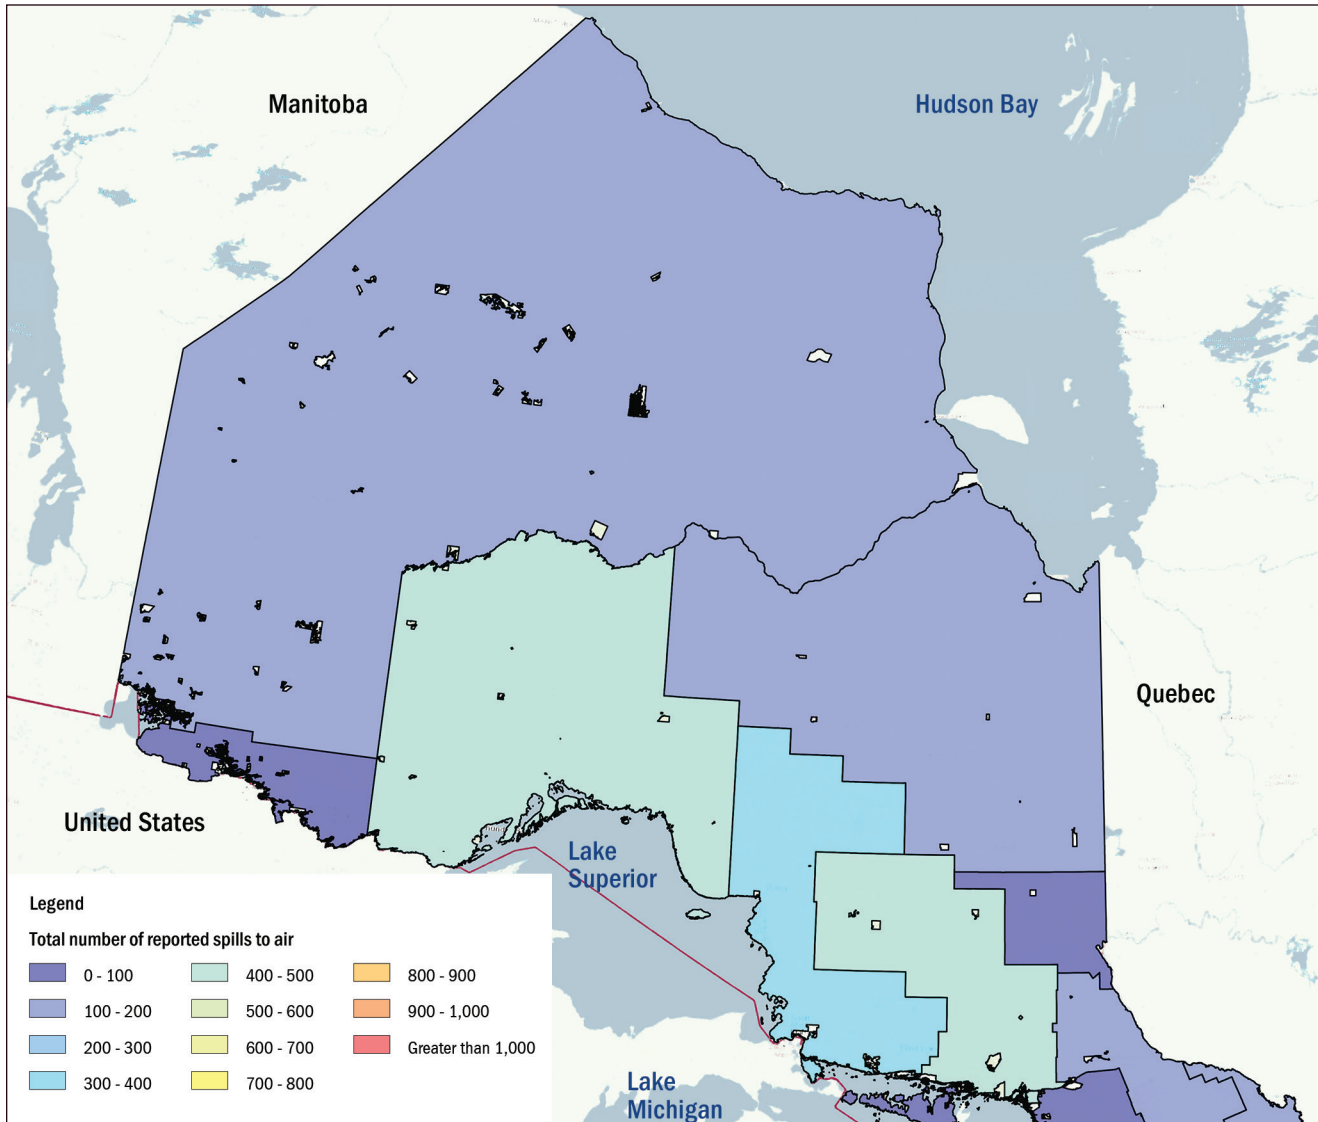 Manitoba
Hudson Bay
Quebec
United States
Lake
Superior
Lake
Michigan
Legend
Total number of reported spills to air
0 - 100
100 - 200
200 - 300
300 - 400
400 - 500
500 - 600
600 - 700
700 - 800
800 - 900
900 - 1,000
Greater than 1,000